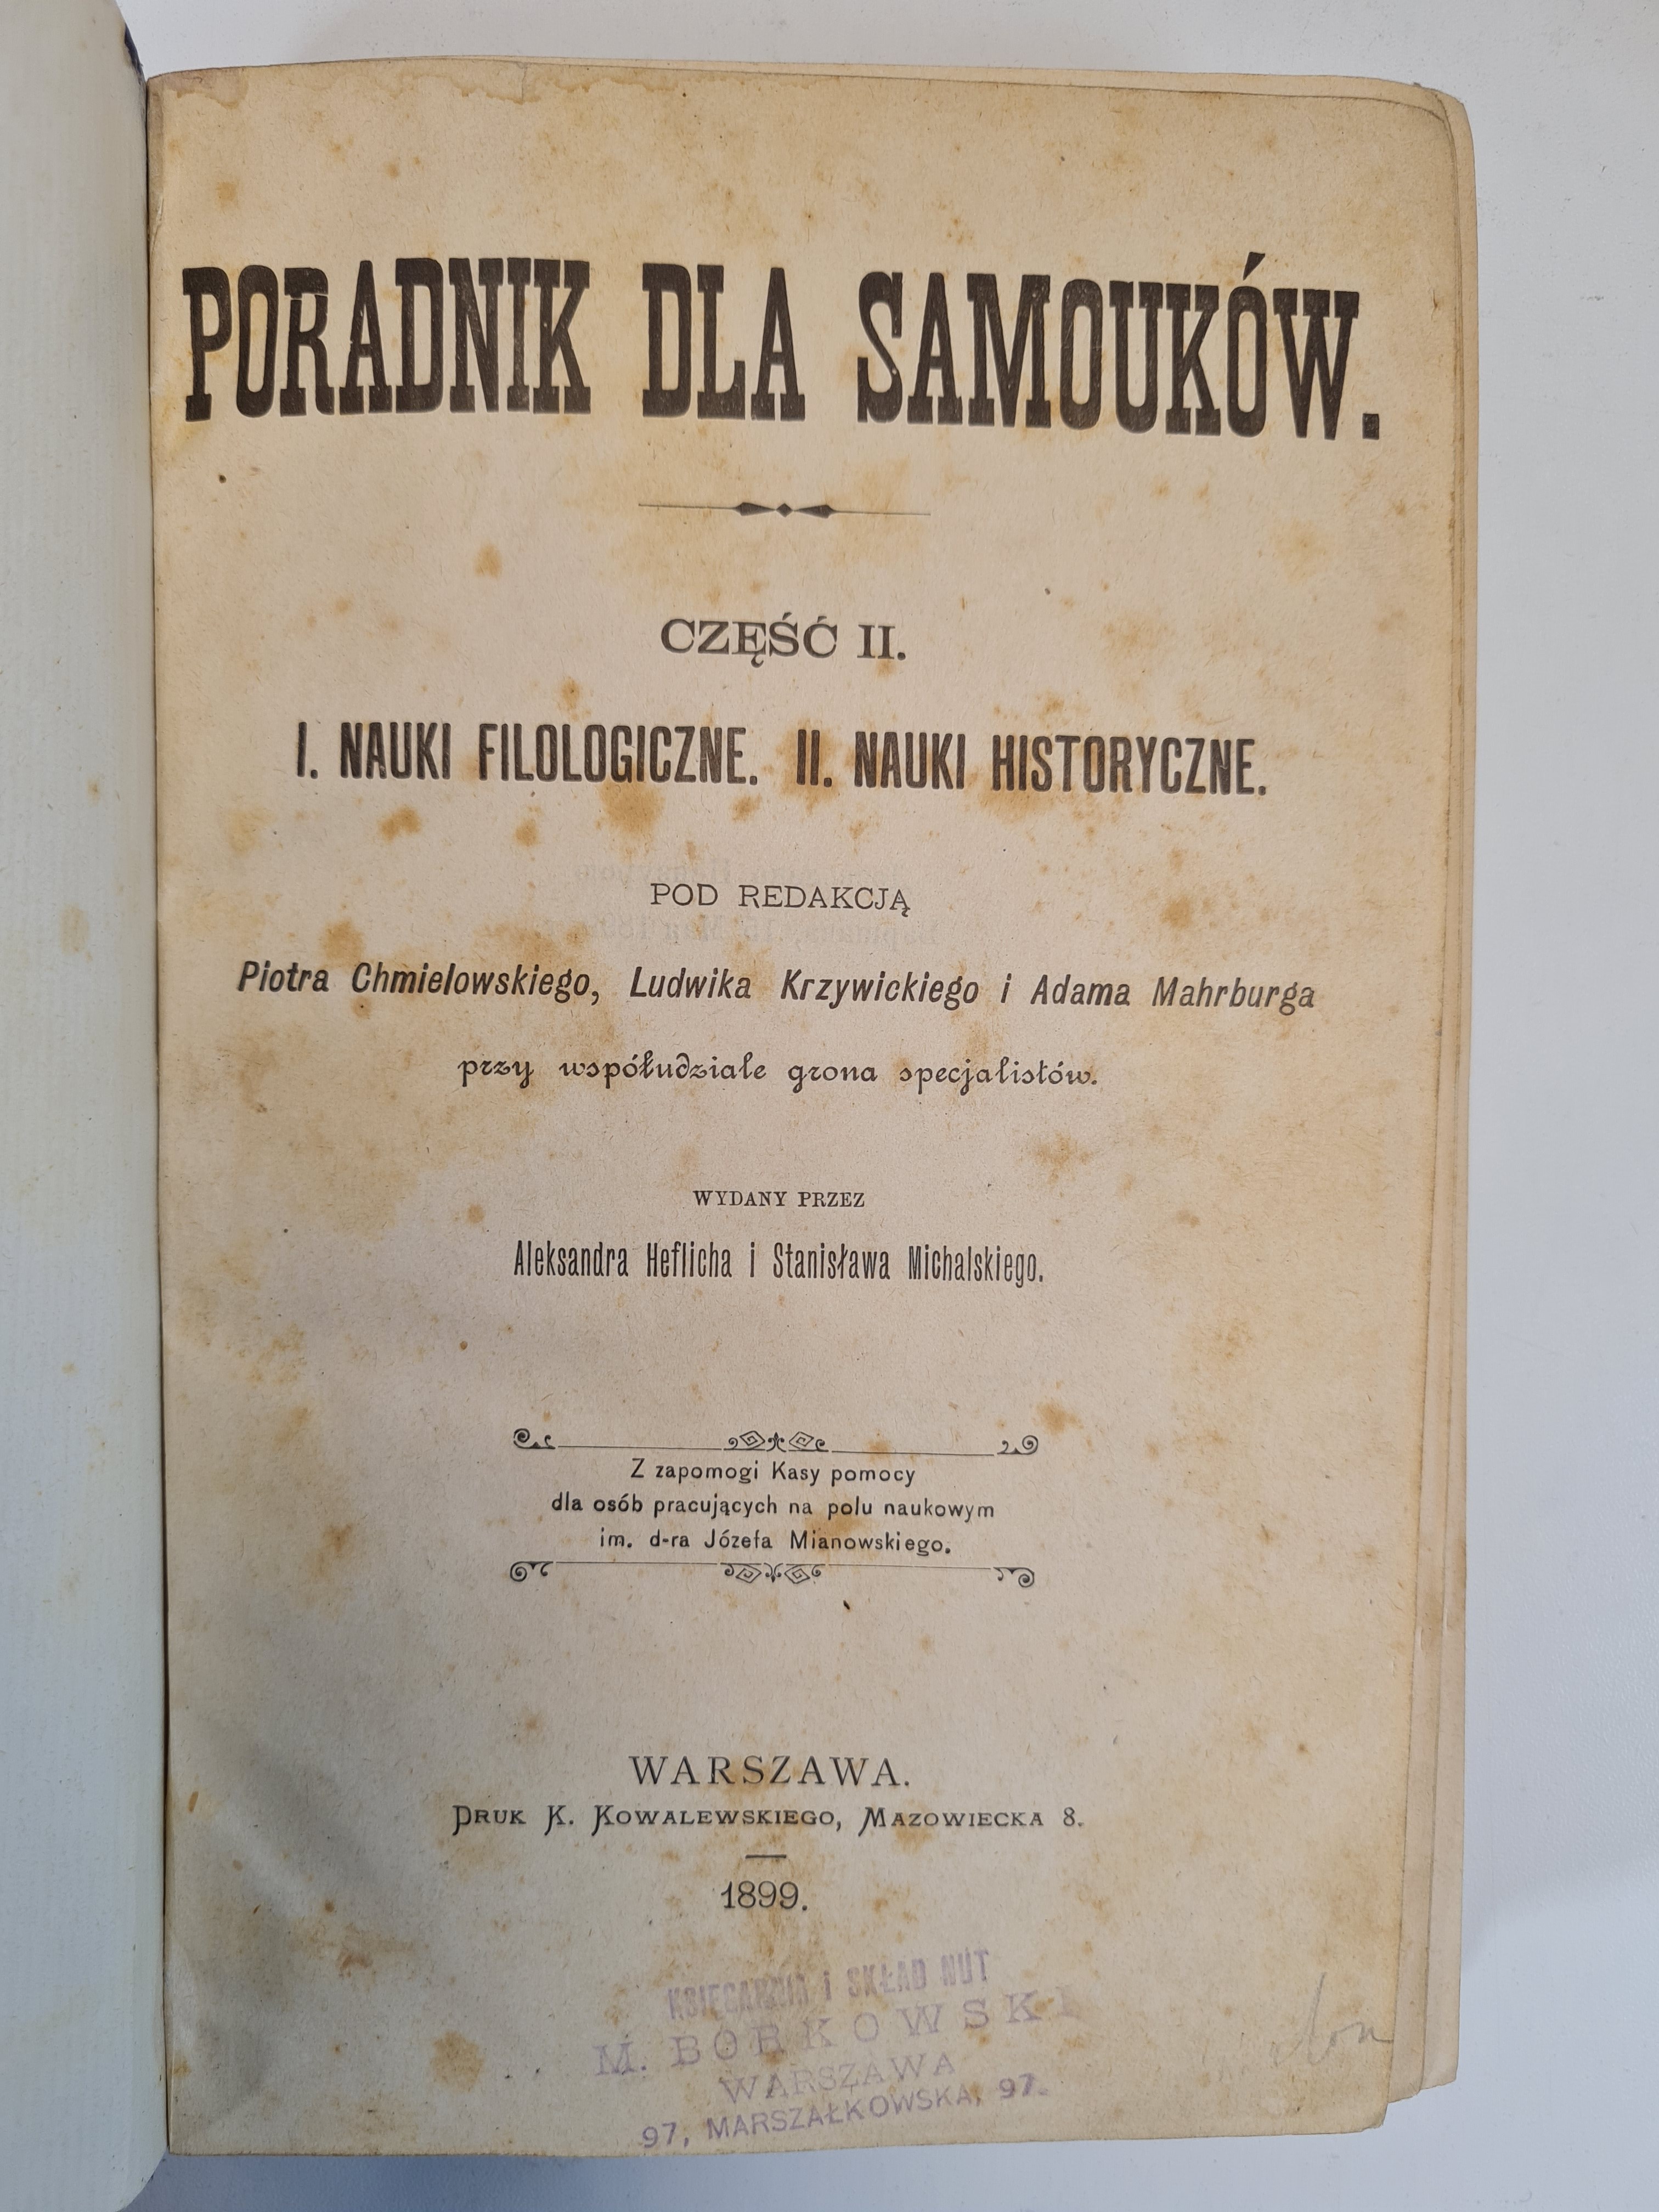 PORADNIK DLA SAMOUKÓW.
CZĘŚĆ II.
I. NAUKI FILOLOGICZNE. II. NAUKI HISTORYCZNE.
POD REDAKCJĄ
Piotra Chmielowskiego, Ludwika Krzywickiego i Adama Mahrburga
przy współudziale grona specjalistów.
WYDANY PRZEZ
Aleksandra Heflicha i Stanisława Michalskiego.
Z zapomogi Kasy pomocy
dla osób pracujących na polu naukowym
im. d-ra Józefa Mianowskiego.
WARSZAWA.
DRUK K. KOWALEWSKIEGO, MAZOWIECKA 8.
1899.
KSIĘGARNIA i SKŁAD NUT
M. BORKOWSKI
WARSZAWA
97, MARSZAŁKOWSKA, 97.